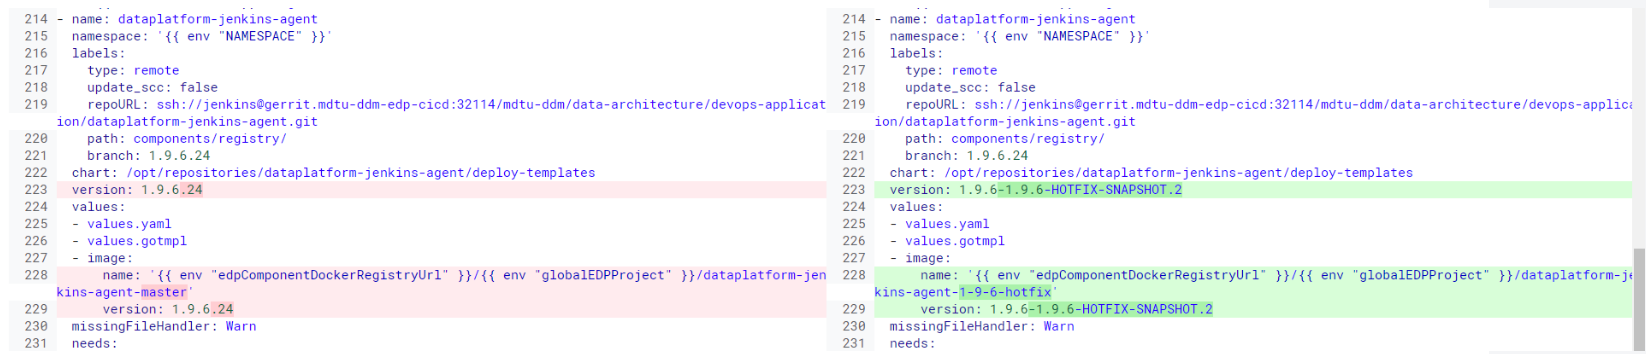 214 - name: dataplatform-jenkins-agent
215 namespace: '{{ env "NAMESPACE" }}'
216 labels:
217 type: remote
218 update_scc: false
219 repoURL: ssh://jenkins@gerrit.mdtu-ddm-edp-cicd:32114/mdtu-ddm/data-architecture/devops-applicat
ion/dataplatform-jenkins-agent.git
220 path: components/registry/
221 branch: 1.9.6.24
222 chart: /opt/repositories/dataplatform-jenkins-agent/deploy-templates
223 version: 1.9.6.24
224 values:
225 - values.yaml
226 - values.gotmpl
227 - image:
228 name: '{{ env "edpComponentDockerRegistryUrl" }}/{{ env "globalEDPProject" }}/dataplatform-jen
kins-agent-master'
229 version: 1.9.6.24
230 missingFileHandler: Warn
231 needs:
214 - name: dataplatform-jenkins-agent
215 namespace: '{{ env "NAMESPACE" }}'
216 labels:
217 type: remote
218 update_scc: false
219 repoURL: ssh://jenkins@gerrit.mdtu-ddm-edp-cicd:32114/mdtu-ddm/data-architecture/devops-applica
ion/dataplatform-jenkins-agent.git
220 path: components/registry/
221 branch: 1.9.6.24
222 chart: /opt/repositories/dataplatform-jenkins-agent/deploy-templates
223 version: 1.9.6-1.9.6-HOTFIX-SNAPSHOT.2
224 values:
225 - values.yaml
226 - values.gotmpl
227 - image:
228 name: '{{ env "edpComponentDockerRegistryUrl" }}/{{ env "globalEDPProject" }}/dataplatform-je
kins-agent-1-9-6-hotfix'
229 version: 1.9.6-1.9.6-HOTFIX-SNAPSHOT.2
230 missingFileHandler: Warn
231 needs: